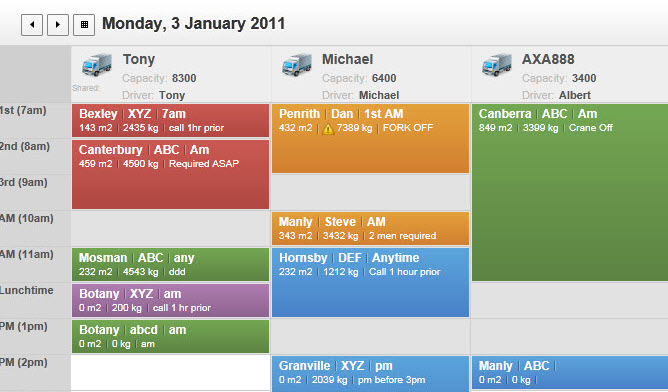 Monday, 3 January 2011
Tony
Capacity: 8300
Shared:
Driver: Tony
Michael
Capacity: 6400
Driver: Michael
AXA888
Capacity: 3400
Driver: Albert
1st (7am)
Bexley | XYZ | 7am
143 m2 | 2435 kg | call 1hr prior
Penrith | Dan | 1st AM
432 m2 | 7389 kg | FORK OFF
Canberra | ABC | Am
849 m2 | 3399 kg | Crane Off
2nd (8am)
Canterbury | ABC | Am
459 m2 | 4590 kg | Required ASAP
3rd (9am)
AM (10am)
Manly | Steve | AM
343 m2 | 3432 kg | 2 men required
AM (11am)
Mosman | ABC | any
232 m2 | 4543 kg | ddd
Hornsby | DEF | Anytime
232 m2 | 1212 kg | Call 1 hour prior
Lunchtime
Botany | XYZ | am
0 m2 | 200 kg | call 1 hr prior
PM (1pm)
Botany | abcd | am
0 m2 | 0 kg | am
PM (2pm)
Granville | XYZ | pm
0 m2 | 2039 kg | pm before 3pm
Manly | ABC |
0 m2 | 0 kg |